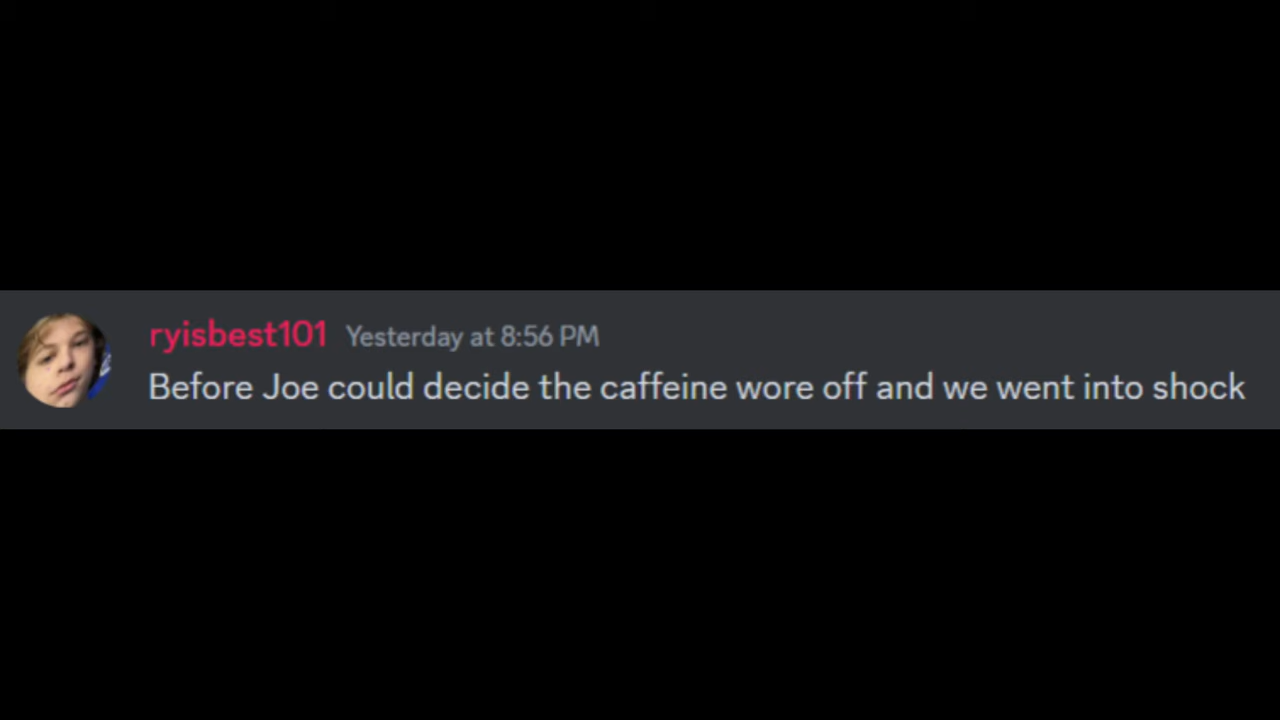 ryisbest101 Yesterday at 8:56 PM
Before Joe could decide the caffeine wore off and we went into shock